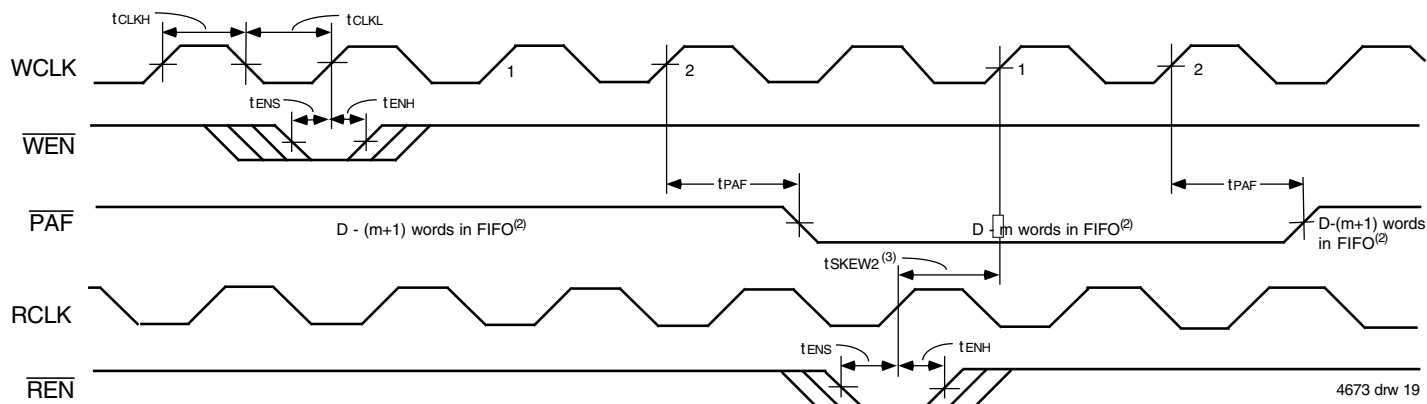 tCLKH
tCLKL
WCLK
1
2
1
2
tENS
tENH
WEN
tPAF
tPAF
PAF
D - (m+1) words in FIFO(2)
D - m words in FIFO(2)
D-(m+1) words
in FIFO(2)
tSKEW2 (3)
RCLK
tENS
tENH
REN
4673 drw 19